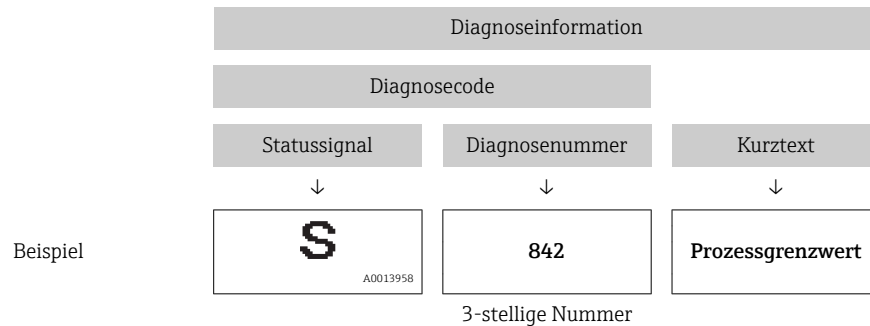 Diagnoseinformation
Diagnosecode
Statussignal Diagnosenummer Kurztext
↓ ↓ ↓
Beispiel S 842 Prozessgrenzwert
A0013958
3-stellige Nummer